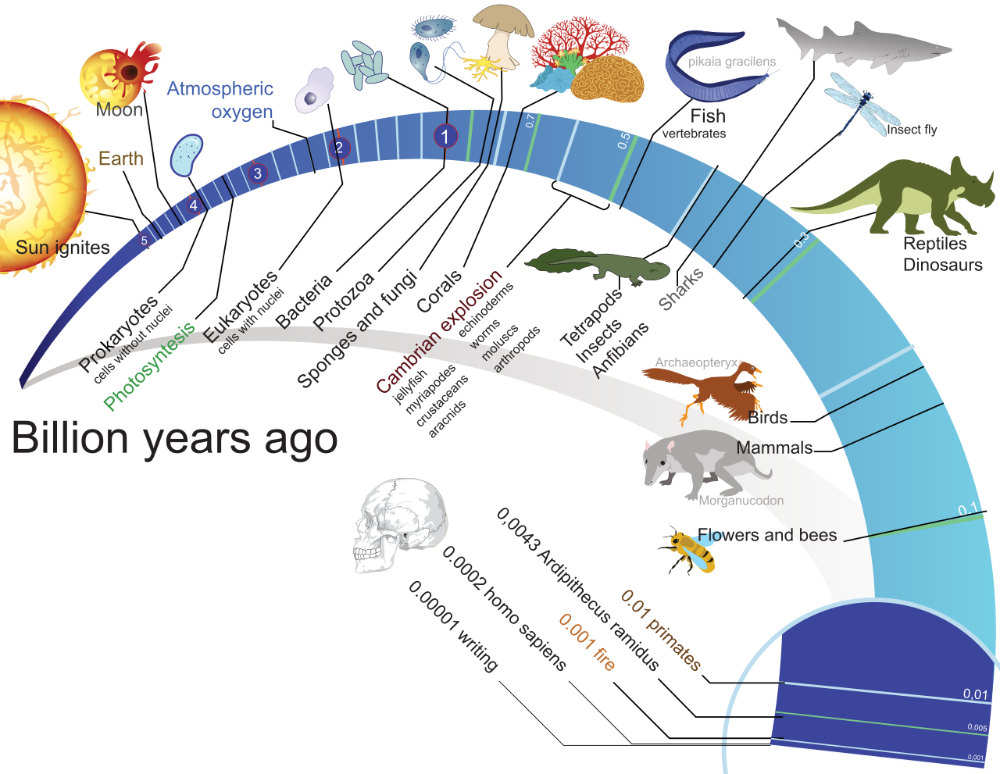 pikaia gracilens
Moon
Atmospheric
oxygen
Fish
vertebrates
Insect fly
Earth
Sun ignites
5
4
3
2
1
0.7
0.5
0.3
0.1
Reptiles
Dinosaurs
Prokaryotes
cells without nuclei
Photosyntesis
Eukaryotes
cells with nuclei
Bacteria
Protozoa
Sponges and fungi
Corals
Cambrian explosion
echinoderms
worms
moluscs
arthropods
jellyfish
myriapodes
crustaceans
aracnids
Tetrapods
Insects
Anfibians
Sharks
Archaeopteryx
Birds
Mammals
Morganucodon
Flowers and bees
Billion years ago
0,0043 Ardipithecus ramidus
0.0002 homo sapiens
0.00001 writing
0.001 fire
0.01 primates
0,01
0,005
0,001